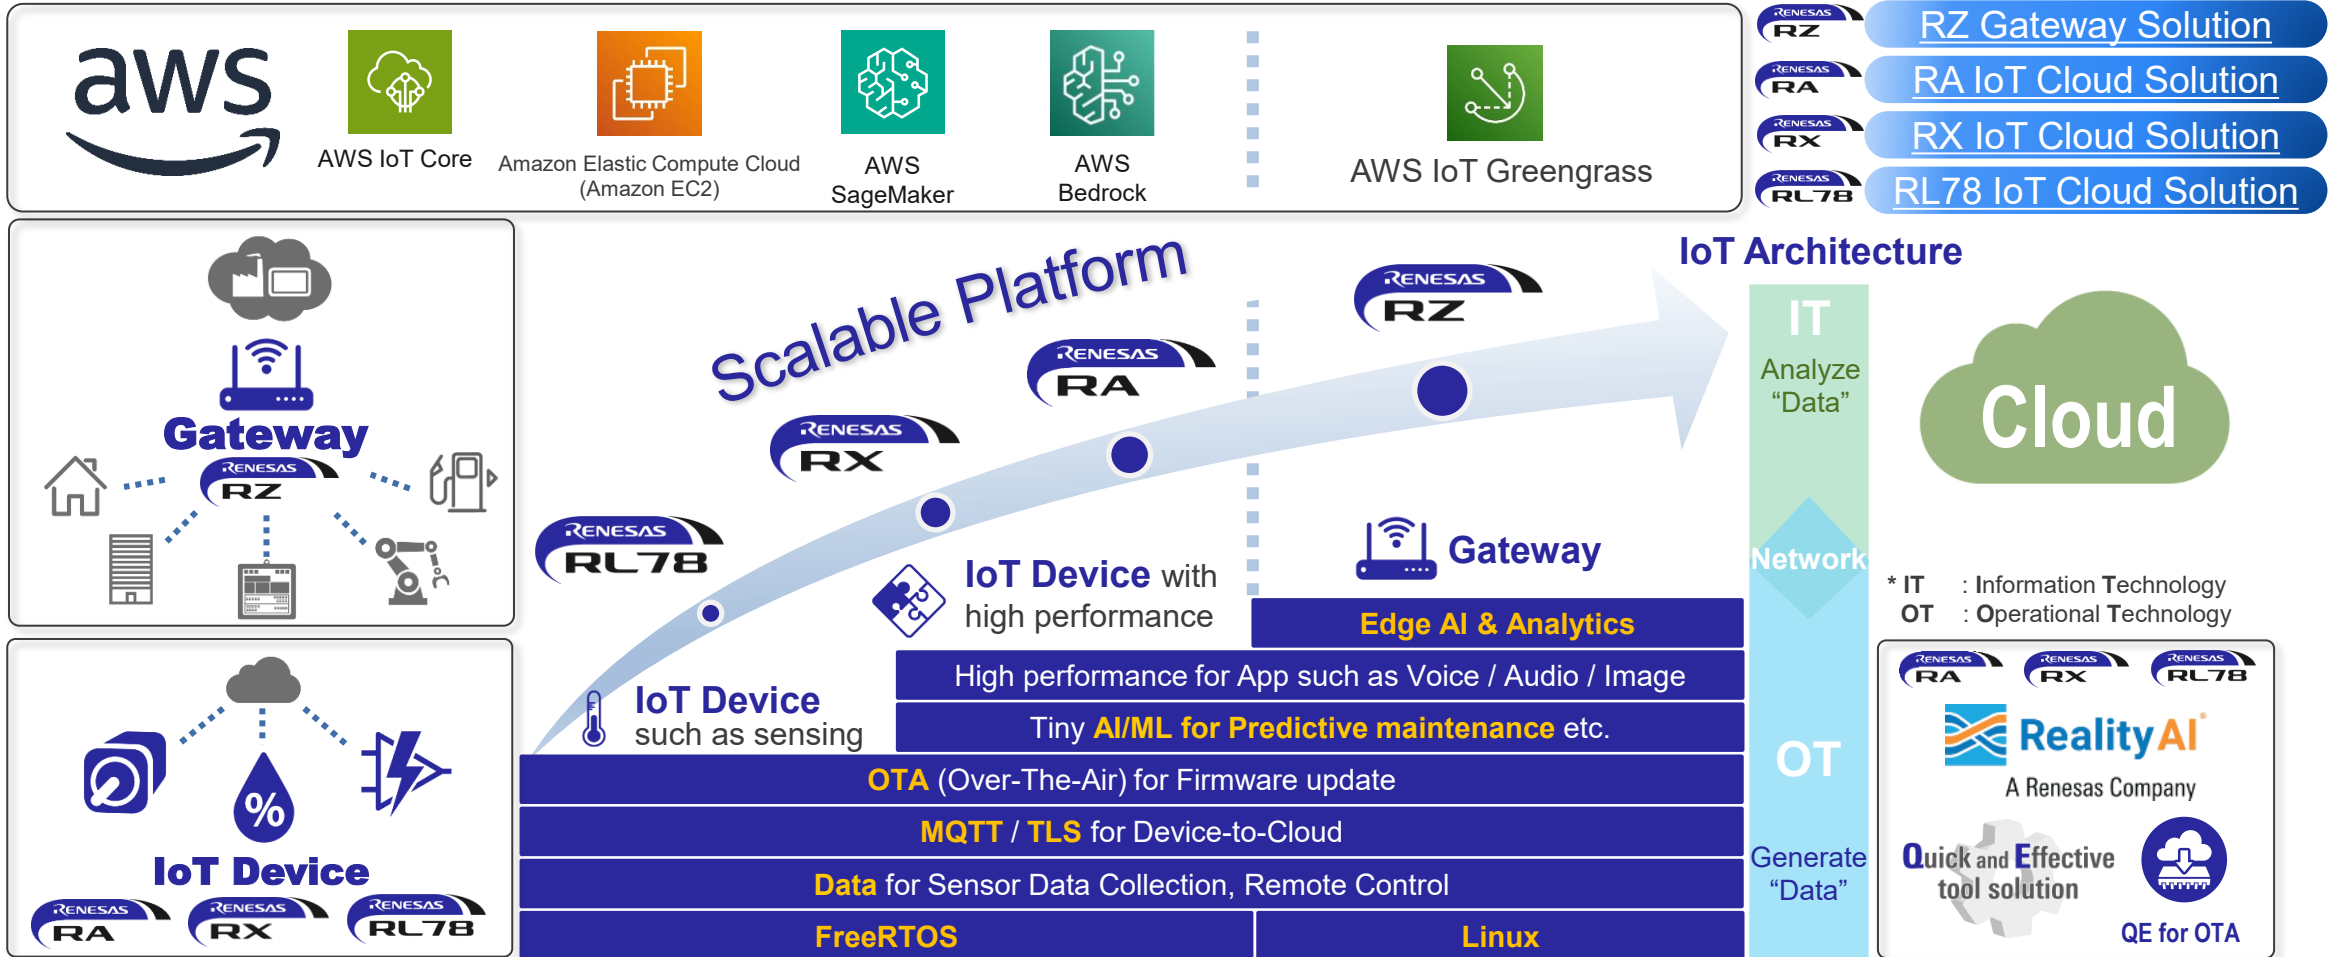 aws
AWS IoT Core
Amazon Elastic Compute Cloud
(Amazon EC2)
AWS
SageMaker
AWS
Bedrock
AWS IoT Greengrass
RENESAS
RZ
RZ Gateway Solution
RENESAS
RA
RA IoT Cloud Solution
RENESAS
RX
RX IoT Cloud Solution
RENESAS
RL78
RL78 IoT Cloud Solution
Gateway
RENESAS
RZ
%
IoT Device
RENESAS
RA
RENESAS
RX
RENESAS
RL78
Scalable Platform
RENESAS
RL78
RENESAS
RX
RENESAS
RA
RENESAS
RZ
IoT Device
such as sensing
IoT Device with
high performance
Gateway
Edge AI & Analytics
High performance for App such as Voice / Audio / Image
Tiny AI/ML for Predictive maintenance etc.
OTA (Over-The-Air) for Firmware update
MQTT / TLS for Device-to-Cloud
Data for Sensor Data Collection, Remote Control
FreeRTOS
Linux
IoT Architecture
IT
Analyze
“Data”
Network
OT
Generate
“Data”
Cloud
* IT : Information Technology
OT : Operational Technology
RENESAS
RA
RENESAS
RX
RENESAS
RL78
Reality AI
A Renesas Company
Quick and Effective
tool solution
QE for OTA